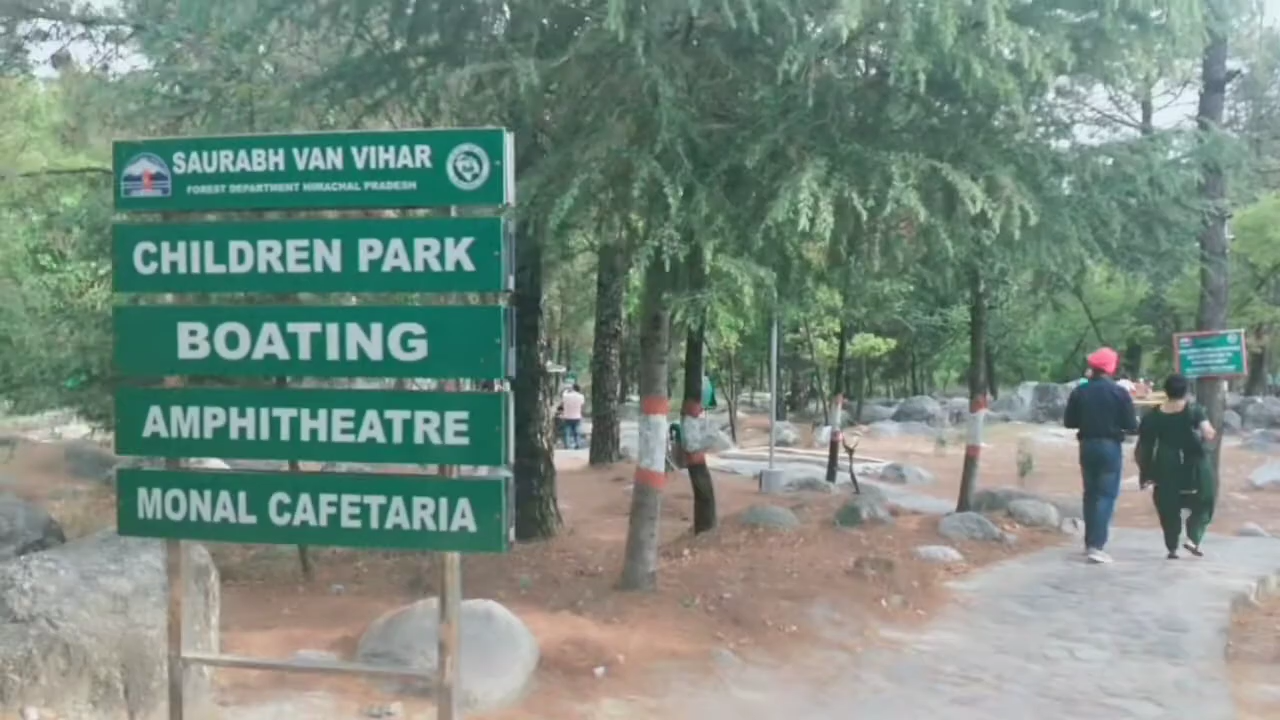 SAURABH VAN VIHAR
FOREST DEPARTMENT HIMACHAL PRADESH
CHILDREN PARK
BOATING
AMPHITHEATRE
MONAL CAFETARIA